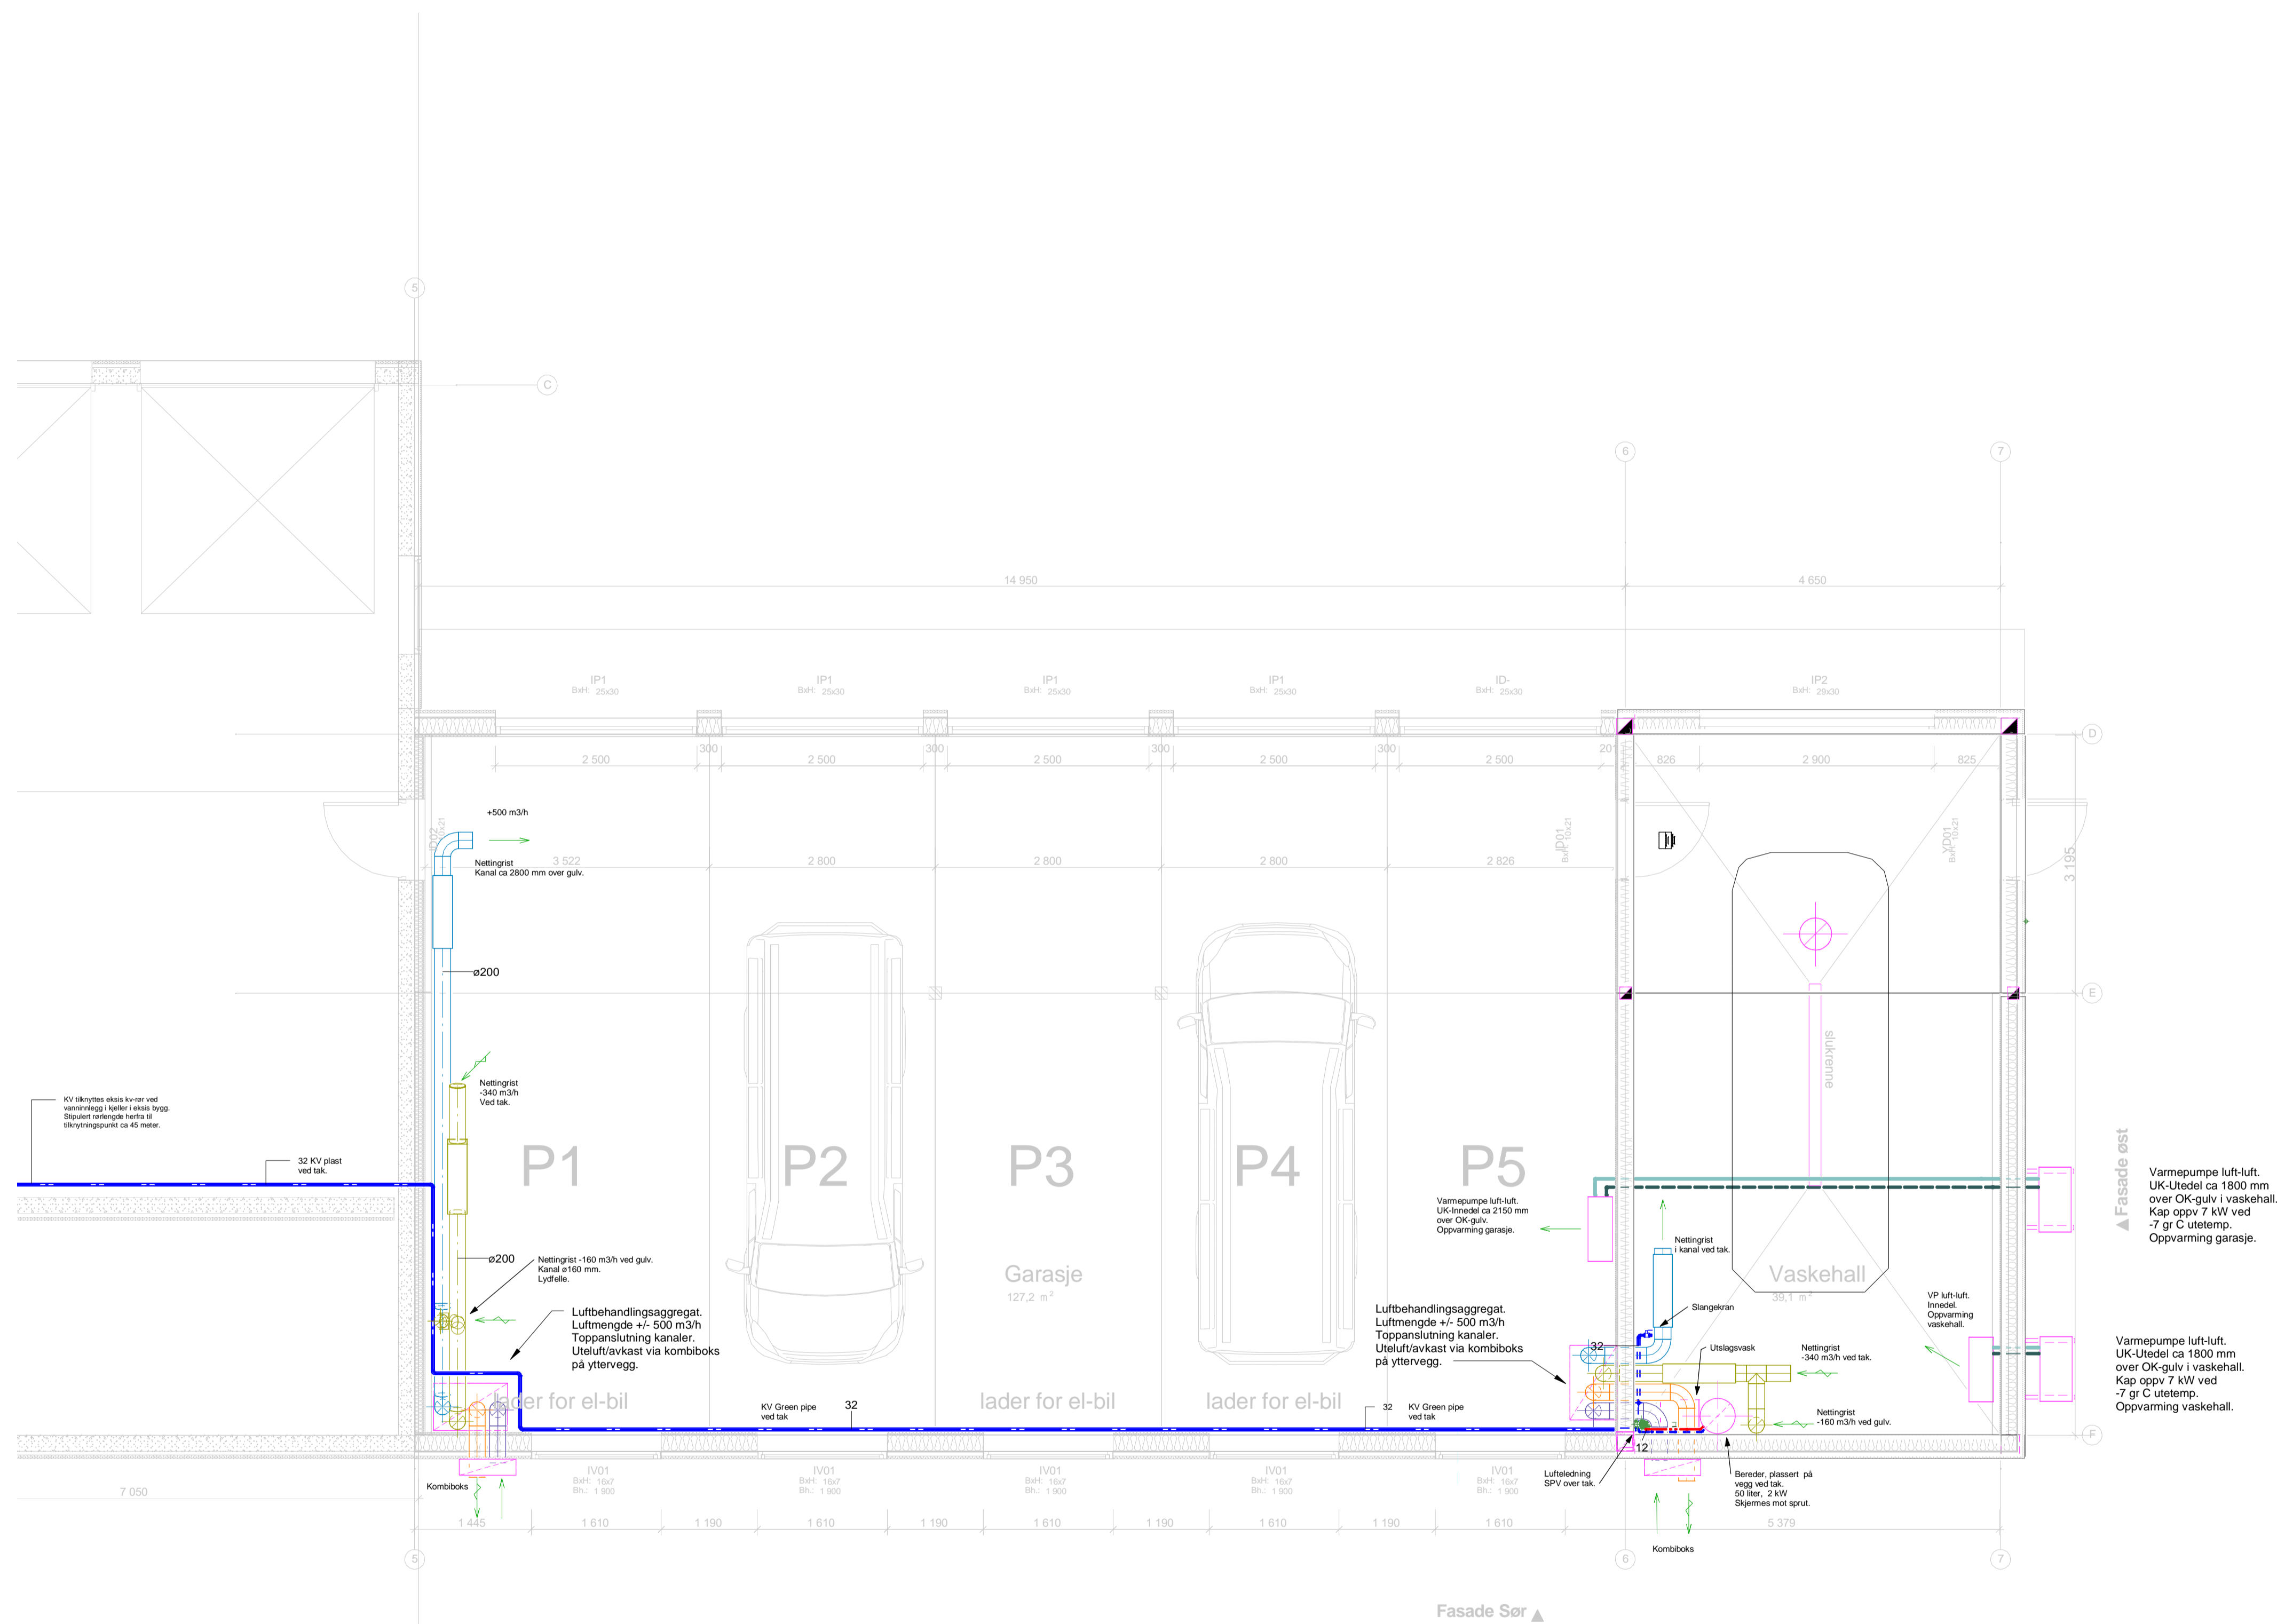 5
C
6
7
14 950
4 650
IP1
BxH: 25x30
IP1
BxH: 25x30
IP1
BxH: 25x30
IP1
BxH: 25x30
ID-
BxH: 25x30
IP2
BxH: 29x30
D
300
300
300
300
2 500
2 500
2 500
2 500
2 500
826
2 900
825
+500 m3/h
ID02
ID01
BxH: 10x21
YD01
BxH: 10x21
3 195
Nettingrist
Kanal ca 2800 mm over gulv.
3 522
2 800
2 800
2 800
2 826
ø200
E
slukrenne
Nettingrist
-340 m3/h
Ved tak.
KV tilknyttes eksis kv-rør ved
vanninnlegg i kjeller i eksis bygg.
Stipulert rørlengde herfra til
tilknytningspunkt ca 45 meter.
32 KV plast
ved tak.
P1
P2
P3
P4
P5
Fasade øst
Varmepumpe luft-luft.
UK-Utedel ca 1800 mm
over OK-gulv i vaskehall.
Kap oppv 7 kW ved
-7 gr C utetemp.
Oppvarming garasje.
Varmepumpe luft-luft.
UK-Innedel ca 2150 mm
over OK-gulv.
Oppvarming garasje.
Nettingrist
i kanal ved tak.
ø200
Nettingrist -160 m3/h ved gulv.
Kanal ø160 mm.
Lydfelle.
Garasje
127,2 m²
Vaskehall
39,1 m²
VP luft-luft.
Innedel.
Oppvarming
vaskehall.
Luftbehandlingsaggregat.
Luftmengde +/- 500 m3/h
Toppanslutning kanaler.
Uteluft/avkast via kombiboks
på yttervegg.
Luftbehandlingsaggregat.
Luftmengde +/- 500 m3/h
Toppanslutning kanaler.
Uteluft/avkast via kombiboks
på yttervegg.
Slangekran
32
Utslagsvask
Nettingrist
-340 m3/h ved tak.
Varmepumpe luft-luft.
UK-Utedel ca 1800 mm
over OK-gulv i vaskehall.
Kap oppv 7 kW ved
-7 gr C utetemp.
Oppvarming vaskehall.
lader for el-bil
lader for el-bil
lader for el-bil
KV Green pipe
ved tak
32
32
KV Green pipe
ved tak
Nettingrist
-160 m3/h ved gulv.
F
12
Kombiboks
IV01
BxH: 16x7
Bh.: 1 900
IV01
BxH: 16x7
Bh.: 1 900
IV01
BxH: 16x7
Bh.: 1 900
IV01
BxH: 16x7
Bh.: 1 900
IV01
BxH: 16x7
Bh.: 1 900
Lufteledning
SPV over tak.
Bereder, plassert på
vegg ved tak.
50 liter, 2 kW
Skjermes mot sprut.
7 050
1 445
1 610
1 190
1 610
1 190
1 610
1 190
1 610
1 190
1 610
5 379
Kombiboks
5
6
7
Fasade Sør